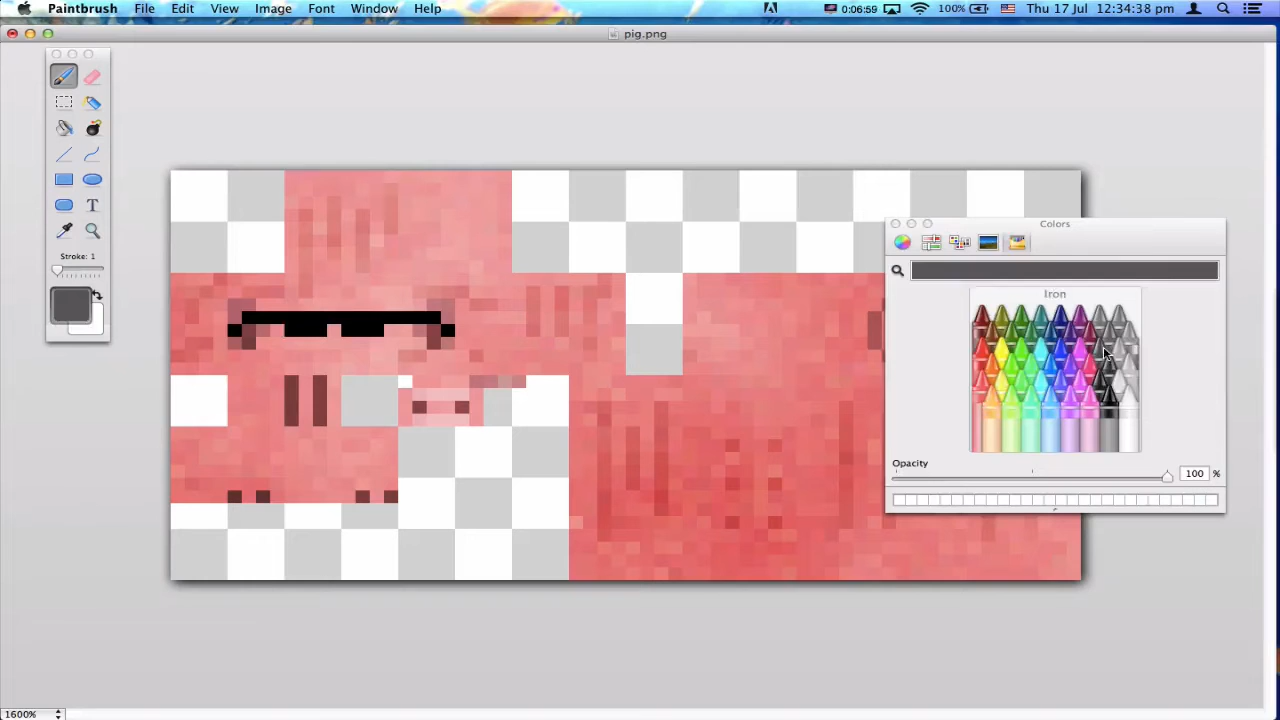 Paintbrush File Edit View Image Font Window Help 0:06:59 100% Thu 17 Jul 12:34:38 pm
pig.png
Colors
Iron
T
Stroke: 1
Opacity
100 %
1600%